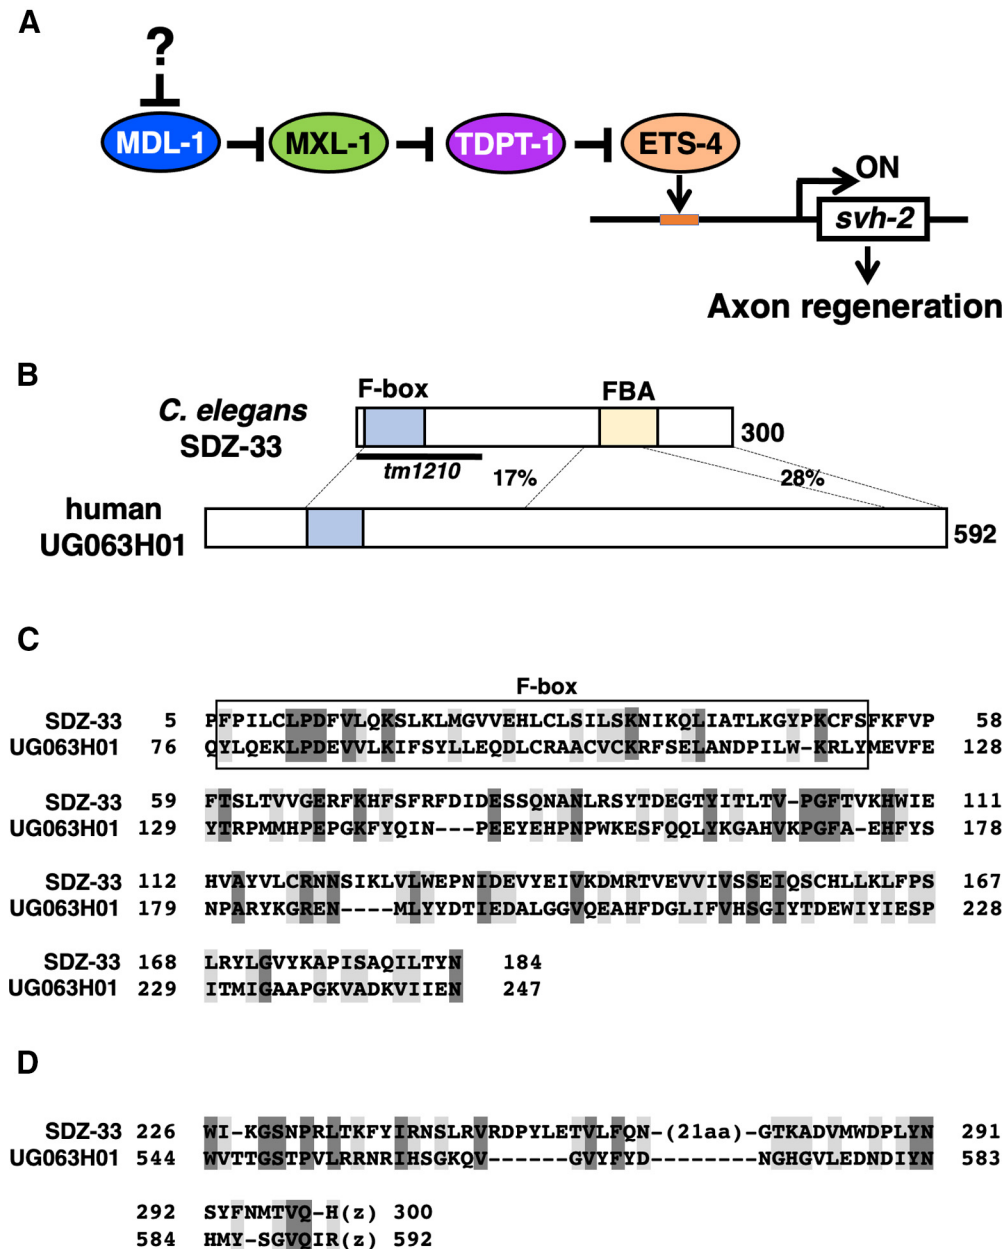 A
?
MDL-1 MXL-1 TDPT-1 ETS-4
ON
svh-2
Axon regeneration
B
F-box FBA
C. elegans
SDZ-33
300
tm1210 17% 28%
human
UG063H01
592
C
F-box
SDZ-33 5 PFPILCLPDFVLQKSLKLMGVVEHLCLSILSKNIKQLIATLKGYPKCFSFKFVP 58
UG063H01 76 QYLQEKLPDEVVLKIFSYLLEQDLCRAACVCKRFSELANDPILW-KRLYMEVFE 128
SDZ-33 59 FTSLTVVGERFKHFSFRFDIDESSQNANLRSYTDEGTYITLTV-PGFTVKHWIE 111
UG063H01 129 YTRPMMHPEPGKFYQIN---PEEYEHPNPWKESFQQLYKGAHVKPGFA-EHFYS 178
SDZ-33 112 HVAYVLCRNNSIKLVLWEPNIDEVYEIVKDMRTVEVVIVSSEIQSCHLLKLFPS 167
UG063H01 179 NPARYKGREN----MLYYDTIEDALGGVQEAHFDGLIFVHSGIYTDEWIYIESP 228
SDZ-33 168 LRYLGVYKAPISAQILTYN 184
UG063H01 229 ITMIGAAPGKVADKVIIEN 247
D
SDZ-33 226 WI-KGSNPRLTKFYIRNSLRVRDPYLETVLFQN-(21aa)-GTKADVMWDPLYN 291
UG063H01 544 WVTTGSTPVLRRNRIHSGKQV------GVYFYD--------NGHGVLEDNDIYN 583
292 SYFNMTVQ-H(z) 300
584 HMY-SGVQIR(z) 592